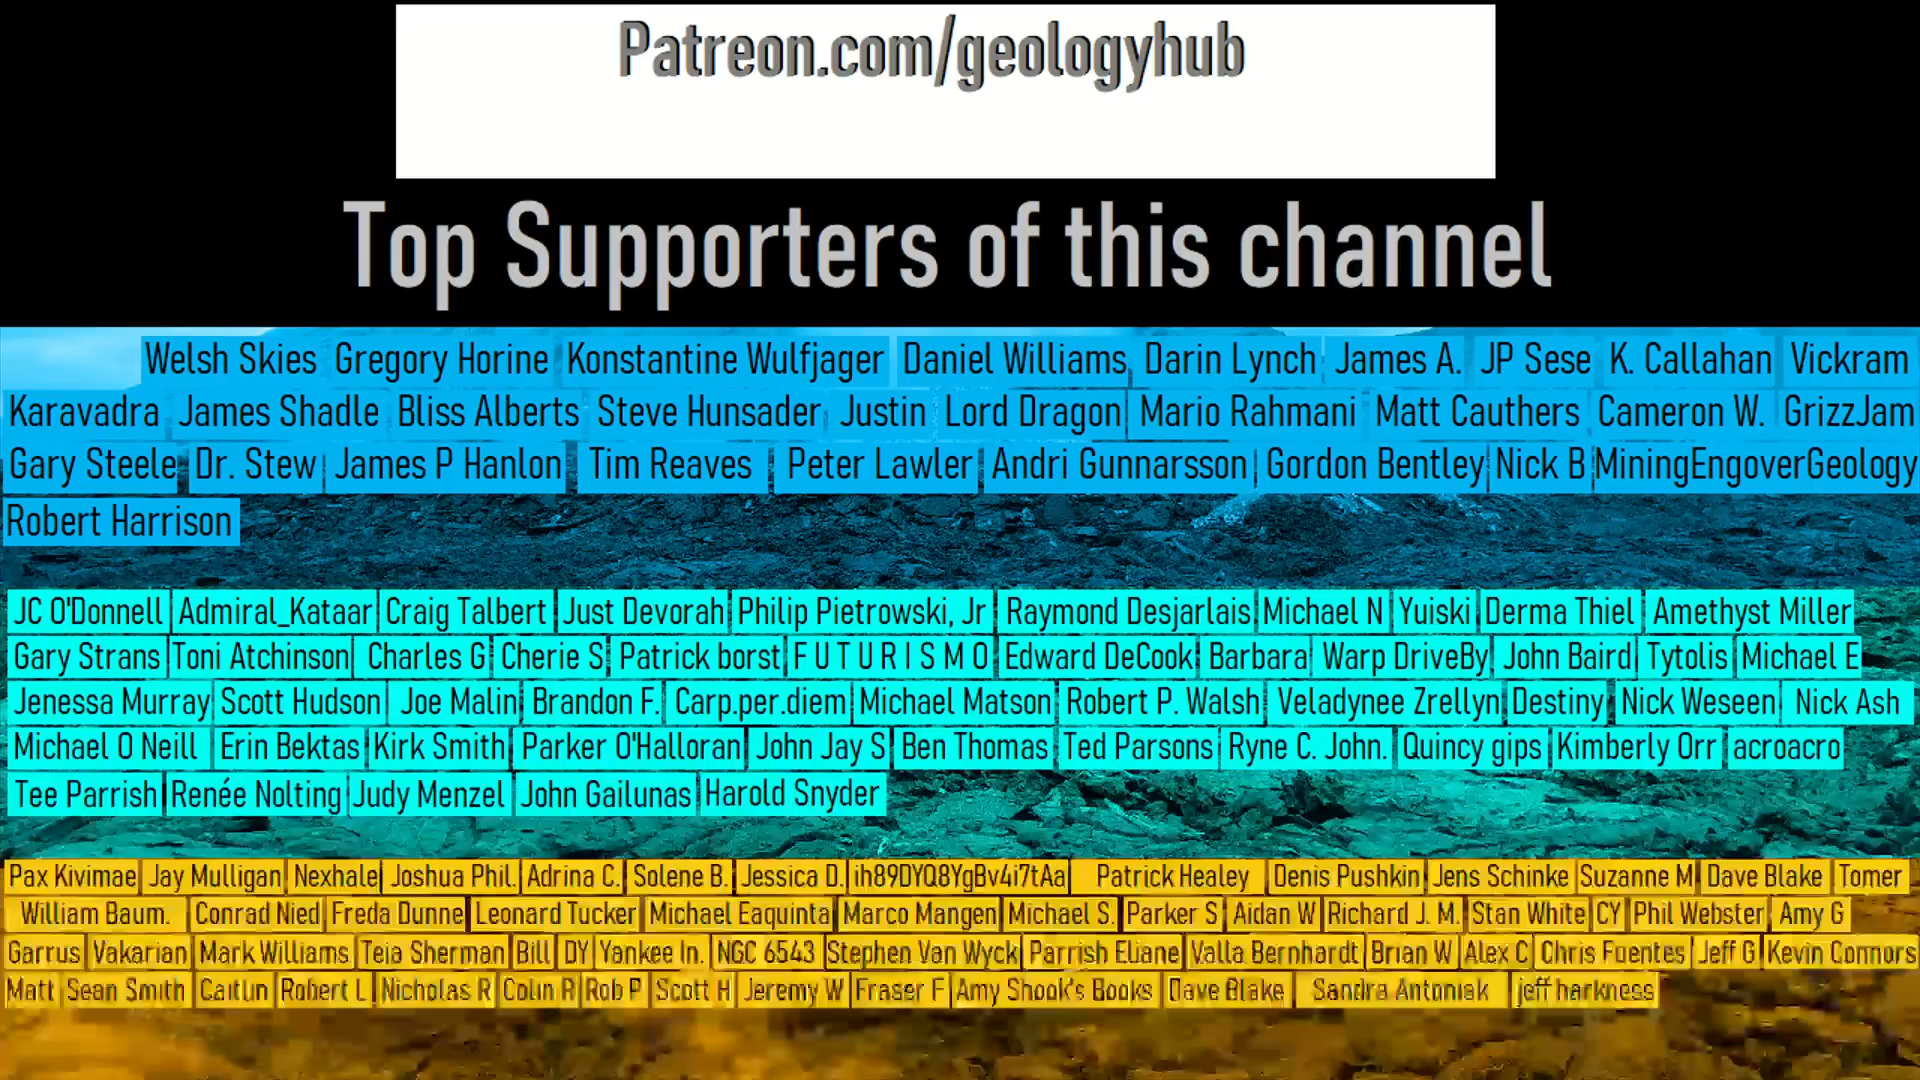 Patreon.com/geologyhub
Top Supporters of this channel
Welsh Skies Gregory Horine Konstantine Wulfjager Daniel Williams Darin Lynch James A. JP Sese K. Callahan Vickram
Karavadra James Shadle Bliss Alberts Steve Hunsader Justin Lord Dragon Mario Rahmani Matt Cauthers Cameron W. GrizzJam
Gary Steele Dr. Stew James P Hanlon Tim Reaves Peter Lawler Andri Gunnarsson Gordon Bentley Nick B MiningEngoverGeology
Robert Harrison
JC O'Donnell Admiral_Kataar Craig Talbert Just Devorah Philip Pietrowski, Jr Raymond Desjarlais Michael N Yuiski Derma Thiel Amethyst Miller
Gary Strans Toni Atchinson Charles G Cherie S Patrick borst F U T U R I S M O Edward DeCook Barbara Warp DriveBy John Baird Tytolis Michael E
Jenessa Murray Scott Hudson Joe Malin Brandon F. Carp.per.diem Michael Matson Robert P. Walsh Veladynee Zrellyn Destiny Nick Weseen Nick Ash
Michael O Neill Erin Bektas Kirk Smith Parker O'Halloran John Jay S Ben Thomas Ted Parsons Ryne C. John. Quincy gips Kimberly Orr acroacro
Tee Parrish Renée Nolting Judy Menzel John Gailunas Harold Snyder
Pax Kivimae Jay Mulligan Nexhale Joshua Phil. Adrina C. Solene B. Jessica D. ih89DYQ8YgBv4i7tAa Patrick Healey Denis Pushkin Jens Schinke Suzanne M Dave Blake Tomer
William Baum. Conrad Nied Freda Dunne Leonard Tucker Michael Eaquinta Marco Mangen Michael S. Parker S Aidan W Richard J. M. Stan White CY Phil Webster Amy G
Garrus Vakarian Mark Williams Teia Sherman Bill DY Yankee In. NGC 6543 Stephen Van Wyck Parrish Eliane Valla Bernhardt Brian W Alex C Chris Fuentes Jeff G Kevin Connors
Matt Sean Smith Caitlin Robert L Nicholas R Colin R Rob P Scott H Jeremy W Fraser F Amy Shook's Books Dave Blake Sandra Antoniak jeff harkness